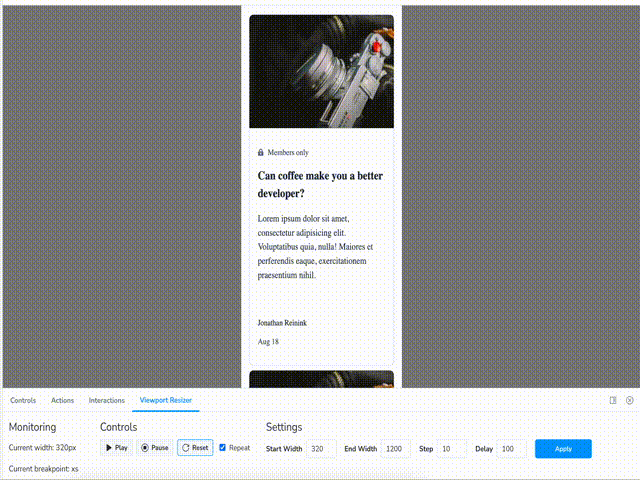 Members only
Can coffee make you a better
developer?
Lorem ipsum dolor sit amet,
consectetur adipisicing elit.
Voluptatibus quia, nulla! Maiores et
perferendis eaque, exercitationem
praesentium nihil.
Jonathan Reinink
Aug 18
Controls Actions Interactions Viewport Resizer
Monitoring Controls Settings
Current width: 320px Play Pause Reset Repeat Start Width 320 End Width 1200 Step 10 Delay 100 Apply
Current breakpoint: xs